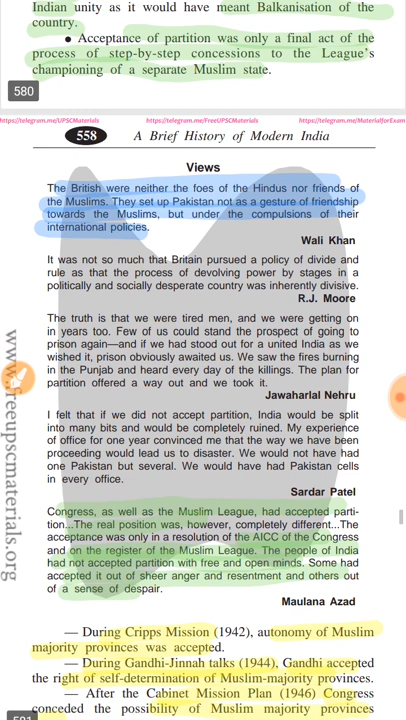 Indian unity as it would have meant Balkanisation of the
country.
● Acceptance of partition was only a final act of the
process of step-by-step concessions to the League's
championing of a separate Muslim state.
580
https://telegram.me/UPSCMaterials
https://telegram.me/FreeUPSCMaterials
https://telegram.me/MaterialforExam
558 A Brief History of Modern India
Views
The British were neither the foes of the Hindus nor friends of
the Muslims. They set up Pakistan not as a gesture of friendship
towards the Muslims, but under the compulsions of their
international policies.
Wali Khan
It was not so much that Britain pursued a policy of divide and
rule as that the process of devolving power by stages in a
politically and socially desperate country was inherently divisive.
R.J. Moore
The truth is that we were tired men, and we were getting on
in years too. Few of us could stand the prospect of going to
prison again—and if we had stood out for a united India as we
wished it, prison obviously awaited us. We saw the fires burning
in the Punjab and heard every day of the killings. The plan for
partition offered a way out and we took it.
Jawaharlal Nehru
I felt that if we did not accept partition, India would be split
into many bits and would be completely ruined. My experience
of office for one year convinced me that the way we have been
proceeding would lead us to disaster. We would not have had
one Pakistan but several. We would have had Pakistan cells
in every office.
Sardar Patel
Congress, as well as the Muslim League, had accepted parti-
tion...The real position was, however, completely different...The
acceptance was only in a resolution of the AICC of the Congress
and on the register of the Muslim League. The people of India
had not accepted partition with free and open minds. Some had
accepted it out of sheer anger and resentment and others out
of a sense of despair.
Maulana Azad
— During Cripps Mission (1942), autonomy of Muslim
majority provinces was accepted.
— During Gandhi-Jinnah talks (1944), Gandhi accepted
the right of self-determination of Muslim-majority provinces.
— After the Cabinet Mission Plan (1946) Congress
conceded the possibility of Muslim majority provinces
www.freeupscmaterials.org